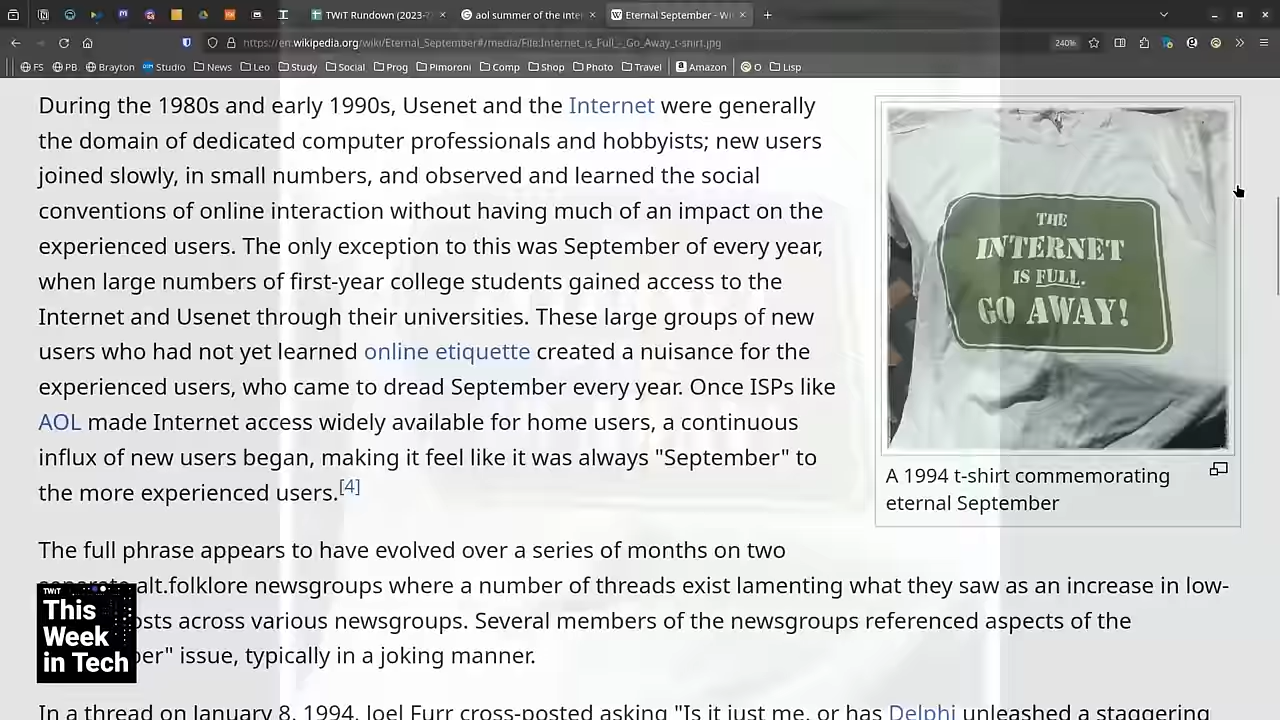 TWiT Rundown (2023-7
aol summer of the inte
Eternal September - Wi
https://en.wikipedia.org/wiki/Eternal_September#/media/File:Internet_is_Full_-_Go_Away_t-shirt.jpg
240%
FS PB Brayton Studio News Leo Study Social Prog Pimoroni Comp Shop Photo Travel Amazon O Lisp
During the 1980s and early 1990s, Usenet and the Internet were generally
the domain of dedicated computer professionals and hobbyists; new users
joined slowly, in small numbers, and observed and learned the social
conventions of online interaction without having much of an impact on the
experienced users. The only exception to this was September of every year,
when large numbers of first-year college students gained access to the
Internet and Usenet through their universities. These large groups of new
users who had not yet learned online etiquette created a nuisance for the
experienced users, who came to dread September every year. Once ISPs like
AOL made Internet access widely available for home users, a continuous
influx of new users began, making it feel like it was always "September" to
the more experienced users.[4]
THE
INTERNET
IS FULL.
GO AWAY!
A 1994 t-shirt commemorating
eternal September
The full phrase appears to have evolved over a series of months on two
separate alt.folklore newsgroups where a number of threads exist lamenting what they saw as an increase in low-
osts across various newsgroups. Several members of the newsgroups referenced aspects of the
ber" issue, typically in a joking manner.
In a thread on January 8, 1994, Joel Furr cross-posted asking "Is it just me, or has Delphi unleashed a staggering
TWiT
This
Week
in Tech